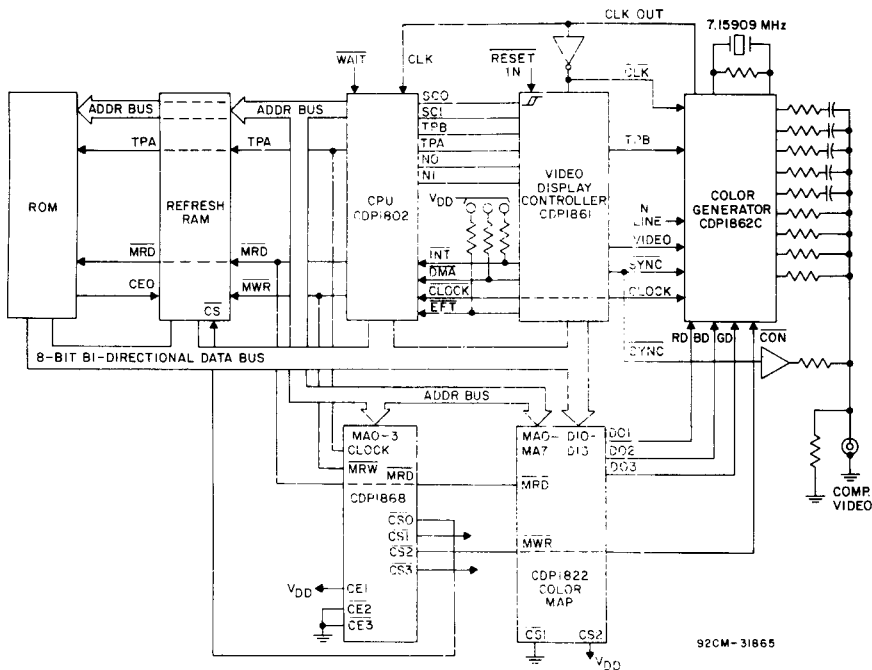 CLK OUT
7.15909 MHz
WAIT
CLK
RESET
IN
CLK
ADDR BUS
ADDR BUS
SC0
SC1
TPB
TPA
TPA
TPA
TPB
N0
N1
ROM
REFRESH
RAM
CPU
CDP1802
VDD
VIDEO
DISPLAY
CONTROLLER
CDP1861
COLOR
GENERATOR
CDP1862C
N
LINE
VIDEO
MRD
MRD
INT
DMA
SYNC
CEO
MWR
CLOCK
CLOCK
CS
EFT
RD BD GD
CON
SYNC
8-BIT BI-DIRECTIONAL DATA BUS
ADDR BUS
MA0-3
CLOCK
MRW
MRD
CDP1868
CS0
CS1
CS2
CS3
VDD
CE1
CE2
CE3
MA0-
MA7
DI0-
DI3
DO1
DO2
DO3
MRD
MWR
CDP1822
COLOR
MAP
CS1
CS2
VDD
COMP.
VIDEO
92CM-31865